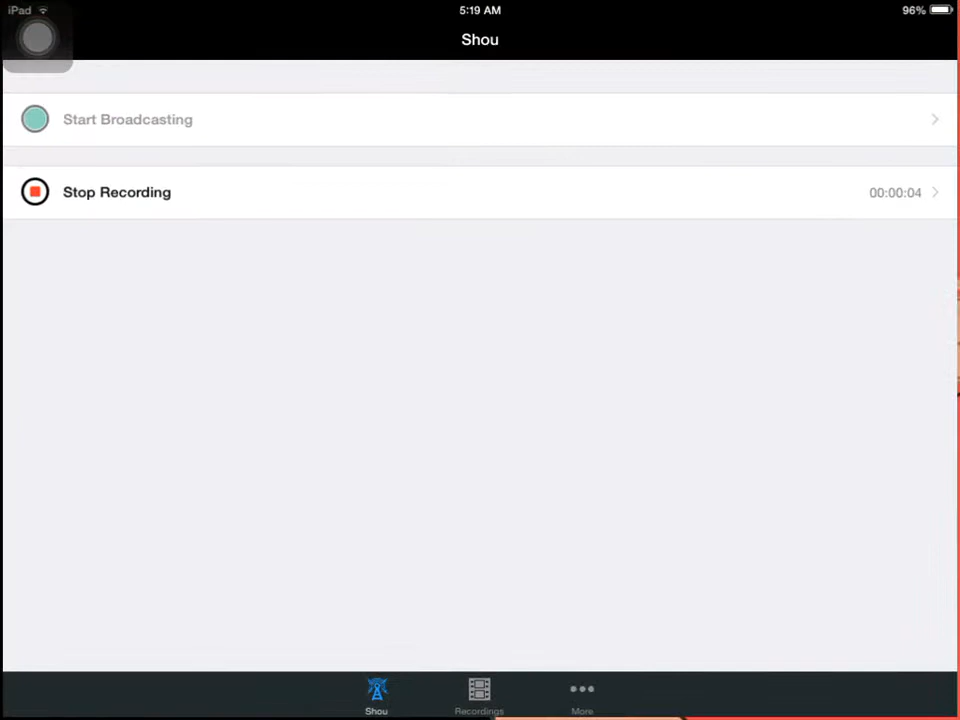 iPad 5:19 AM 96%
Shou
Start Broadcasting
Stop Recording 00:00:04
Shou Recordings More